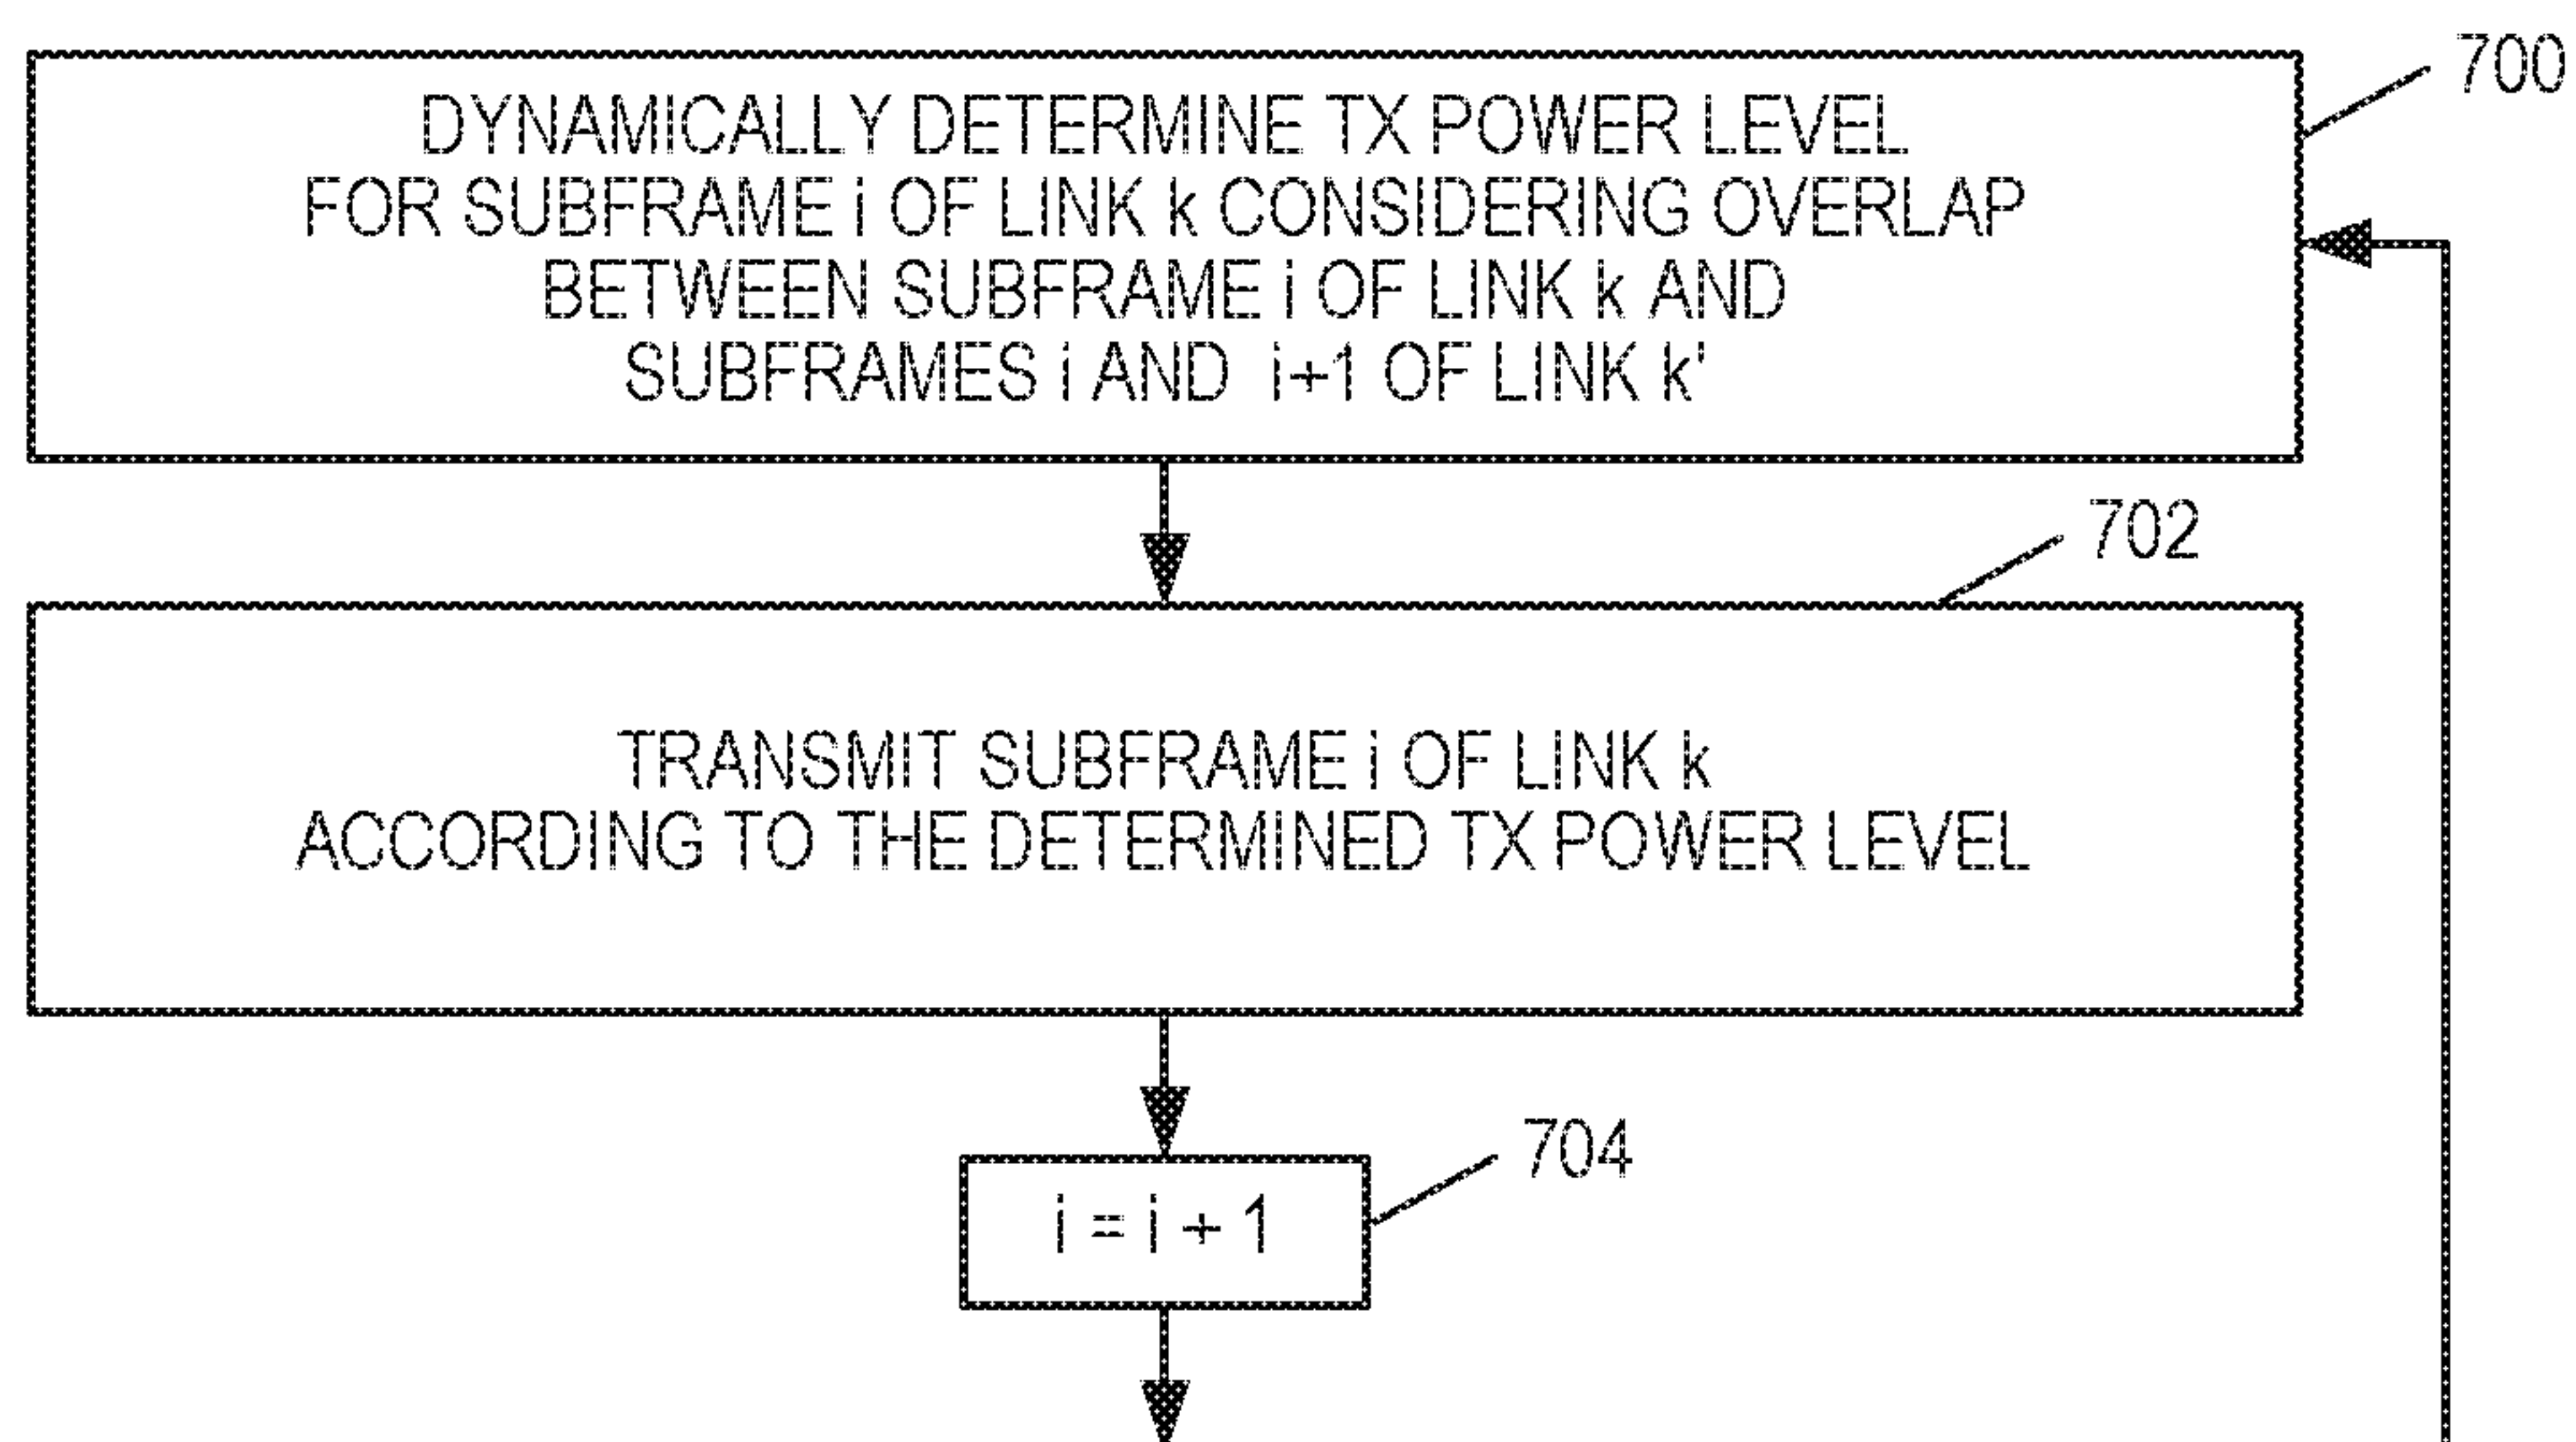 700
DYNAMICALLY DETERMINE TX POWER LEVEL
FOR SUBFRAME i OF LINK k CONSIDERING OVERLAP
BETWEEN SUBFRAME i OF LINK k AND
SUBFRAMES i AND i+1 OF LINK k'
702
TRANSMIT SUBFRAME i OF LINK k
ACCORDING TO THE DETERMINED TX POWER LEVEL
704
i = i + 1